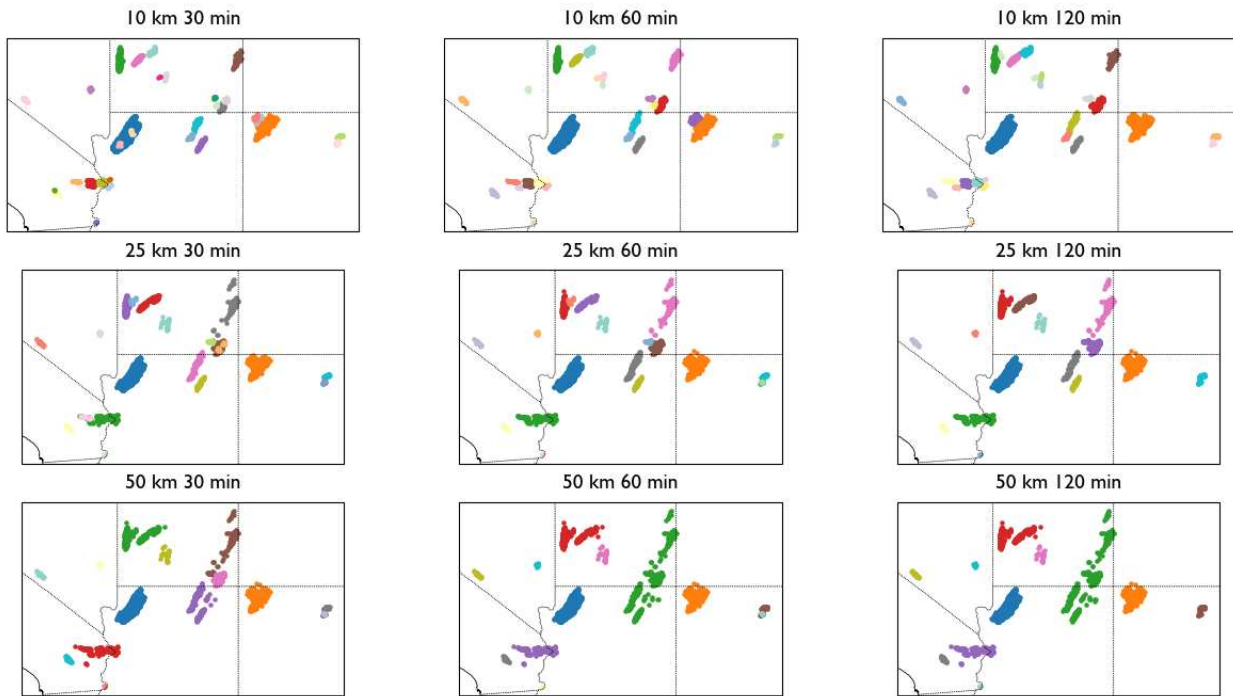 10 km 30 min
10 km 60 min
10 km 120 min
25 km 30 min
25 km 60 min
25 km 120 min
50 km 30 min
50 km 60 min
50 km 120 min